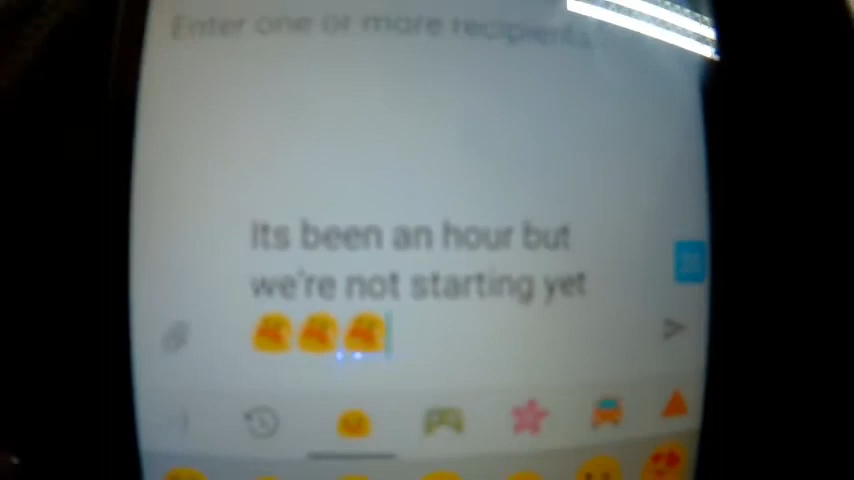 Enter one or more recipients
Its been an hour but
we're not starting yet